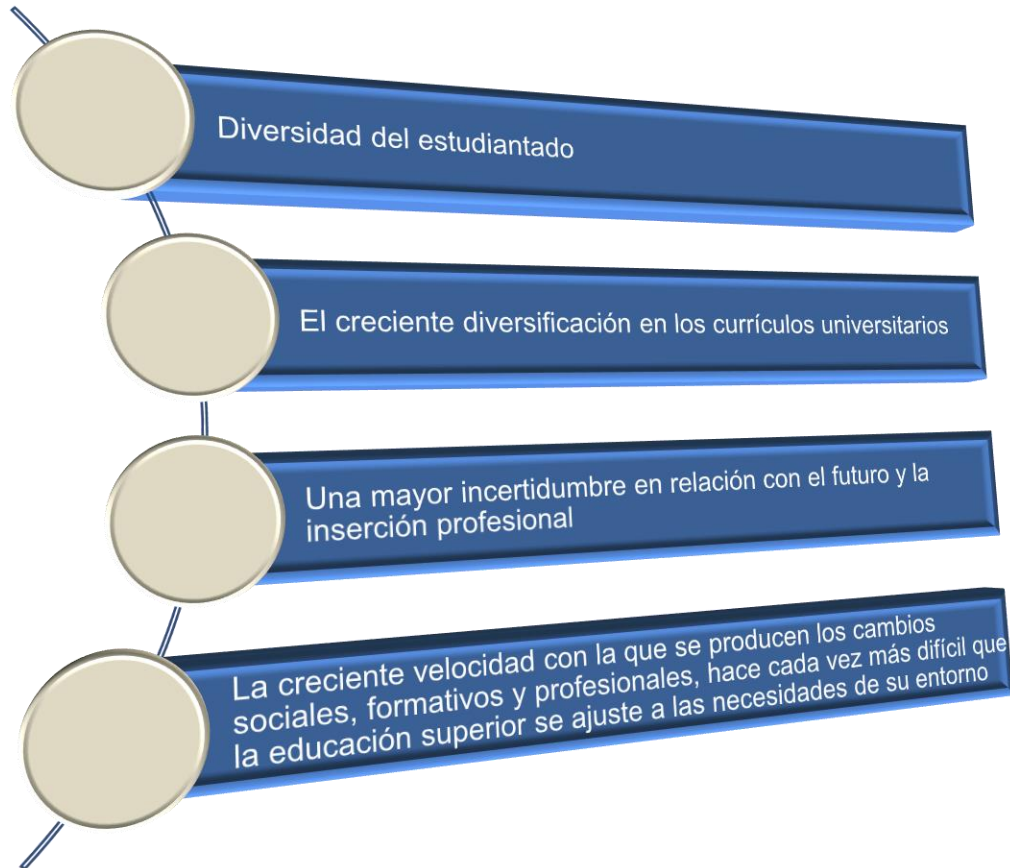 Diversidad del estudiantado
El creciente diversificación en los currículos universitarios
Una mayor incertidumbre en relación con el futuro y la
inserción profesional
La creciente velocidad con la que se producen los cambios
sociales, formativos y profesionales, hace cada vez más difícil que
la educación superior se ajuste a las necesidades de su entorno